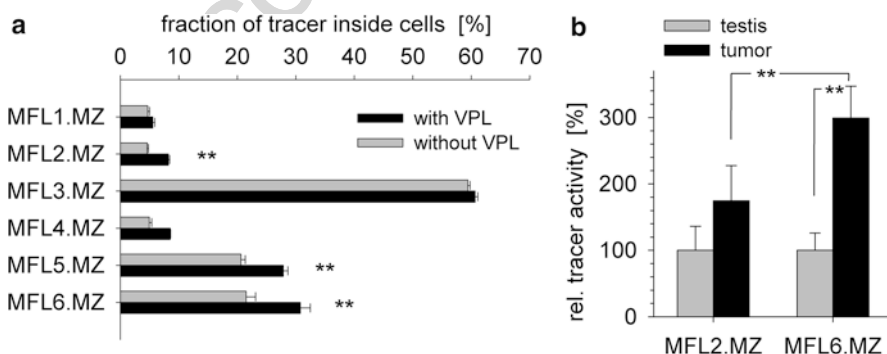 a
fraction of tracer inside cells [%]
0 10 20 30 40 50 60 70
MFL1.MZ
MFL2.MZ
MFL3.MZ
MFL4.MZ
MFL5.MZ
MFL6.MZ
with VPL
without VPL
**
**
**
b
testis
tumor
rel. tracer activity [%]
300
200
100
0
**
**
MFL2.MZ MFL6.MZ